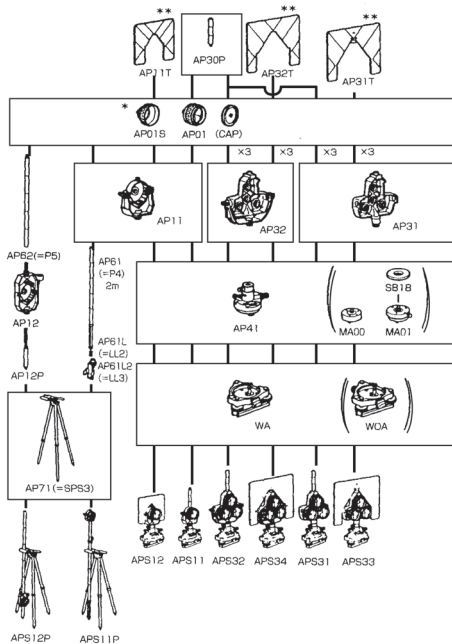 ** ** **
AP11T AP30P AP32T AP31T
* AP01S AP01 (CAP)
×3 ×3 ×3 ×3
AP11 AP32 AP31
AP62(=P5) AP61
(=P4)
2m
SB18
AP12 AP41 MA00 MA01
AP61L
(=LL2)
AP12P AP61L2
(=LL3)
WA WOA
AP71(=SPS3)
APS12 APS11 APS32 APS34 APS31 APS33
APS12P APS11P